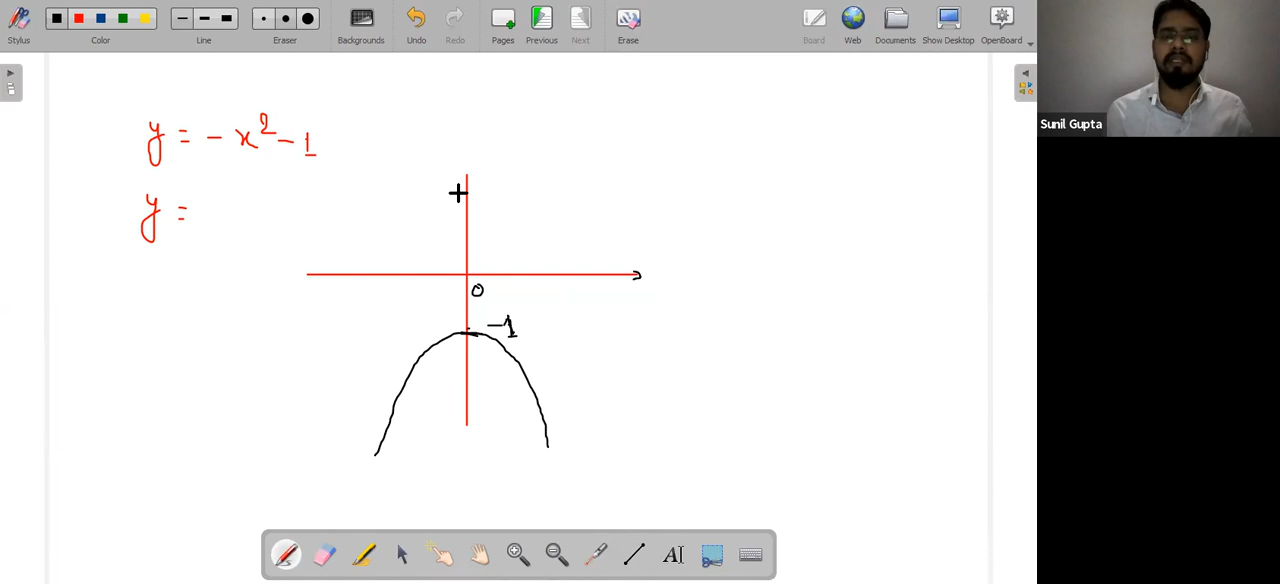 Stylus
Color
Line
Eraser
Backgrounds
Undo
Redo
Pages
Previous
Next
Erase
Board
Web
Documents
Show Desktop
OpenBoard
Sunil Gupta
y = - x² - 1
y =
0
-1
AI